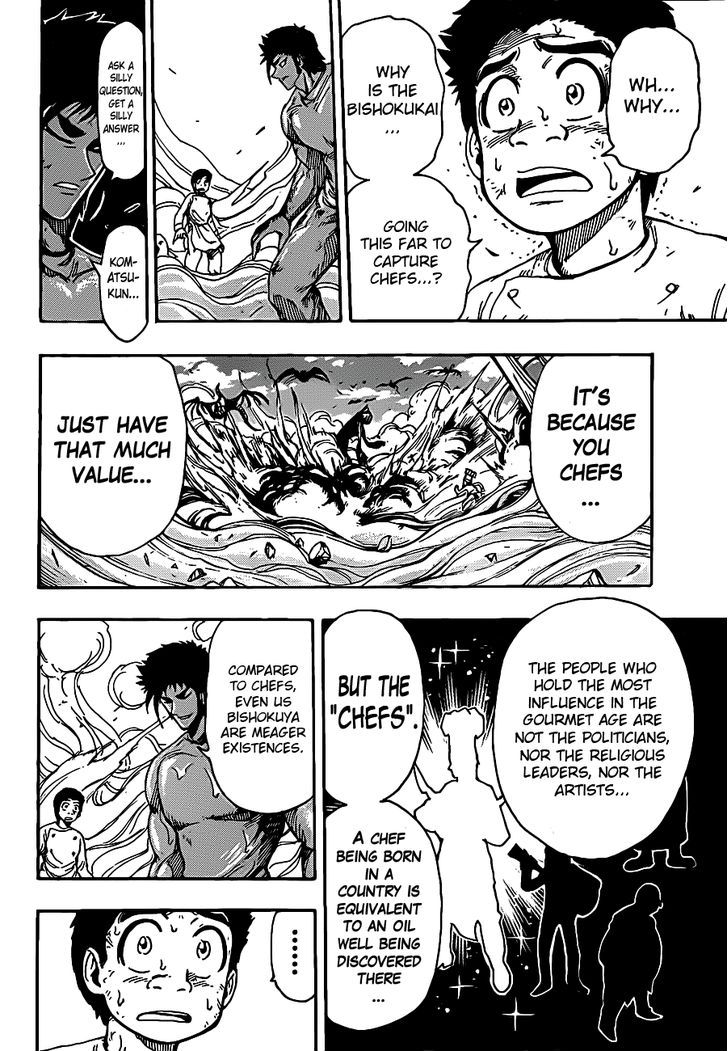 WH...
WHY...
WHY
IS THE
BISHOKUKAI
...
GOING
THIS FAR TO
CAPTURE
CHEFS...?
ASK A
SILLY
QUESTION,
GET A
SILLY
ANSWER
...
KOM-
ATSU-
KUN...
IT'S
BECAUSE
YOU
CHEFS
...
JUST HAVE
THAT MUCH
VALUE...
THE PEOPLE WHO
HOLD THE MOST
INFLUENCE IN THE
GOURMET AGE ARE
NOT THE POLITICIANS,
NOR THE RELIGIOUS
LEADERS, NOR THE
ARTISTS...
BUT THE
"CHEFS".
A CHEF
BEING BORN
IN A
COUNTRY IS
EQUIVALENT
TO AN OIL
WELL BEING
DISCOVERED
THERE
...
COMPARED
TO CHEFS,
EVEN US
BISHOKUYA
ARE MEAGER
EXISTENCES.
......